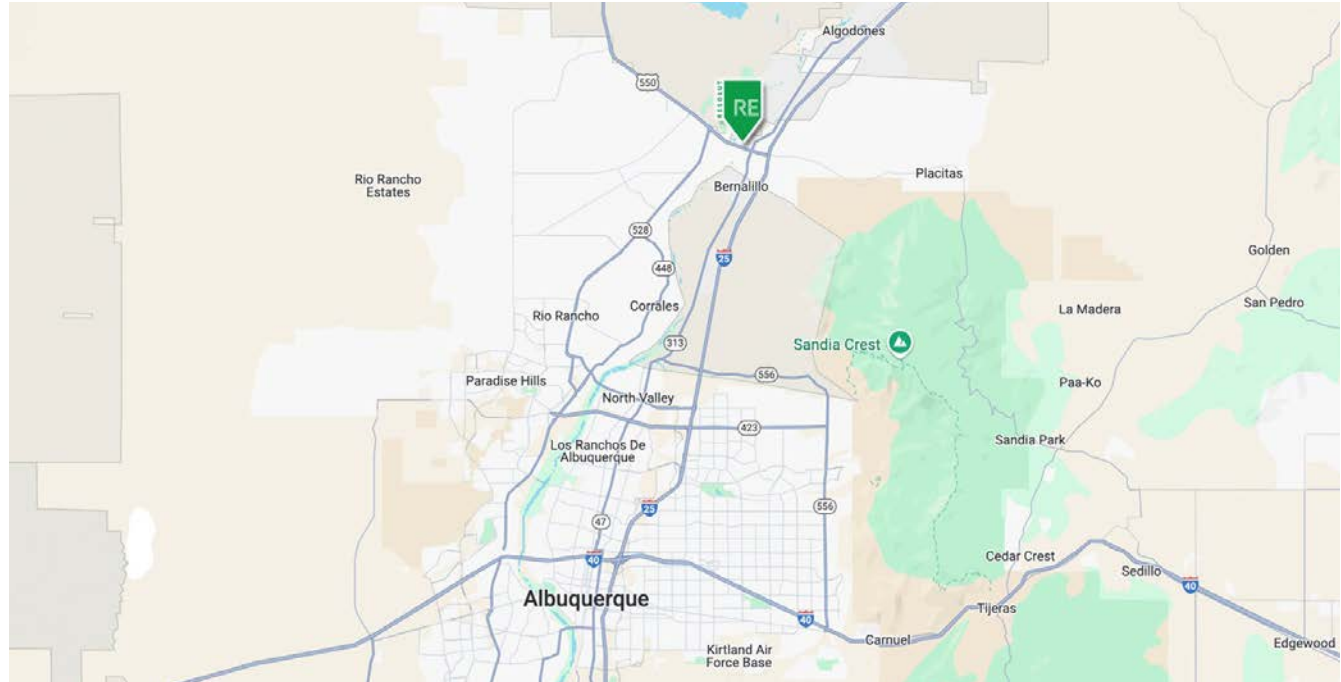 Algodones
550
RESOLUT
RE
Placitas
Rio Rancho
Estates
Bernalillo
528
Golden
25
448
San Pedro
Corrales
La Madera
Rio Rancho
313
Sandia Crest
556
Paradise Hills
Paa-Ko
North Valley
423
Sandia Park
Los Ranchos De
Albuquerque
25
556
47
Cedar Crest
40
Sedillo
40
Albuquerque
Tijeras
40
Carnuel
Edgewood
Kirtland Air
Force Base